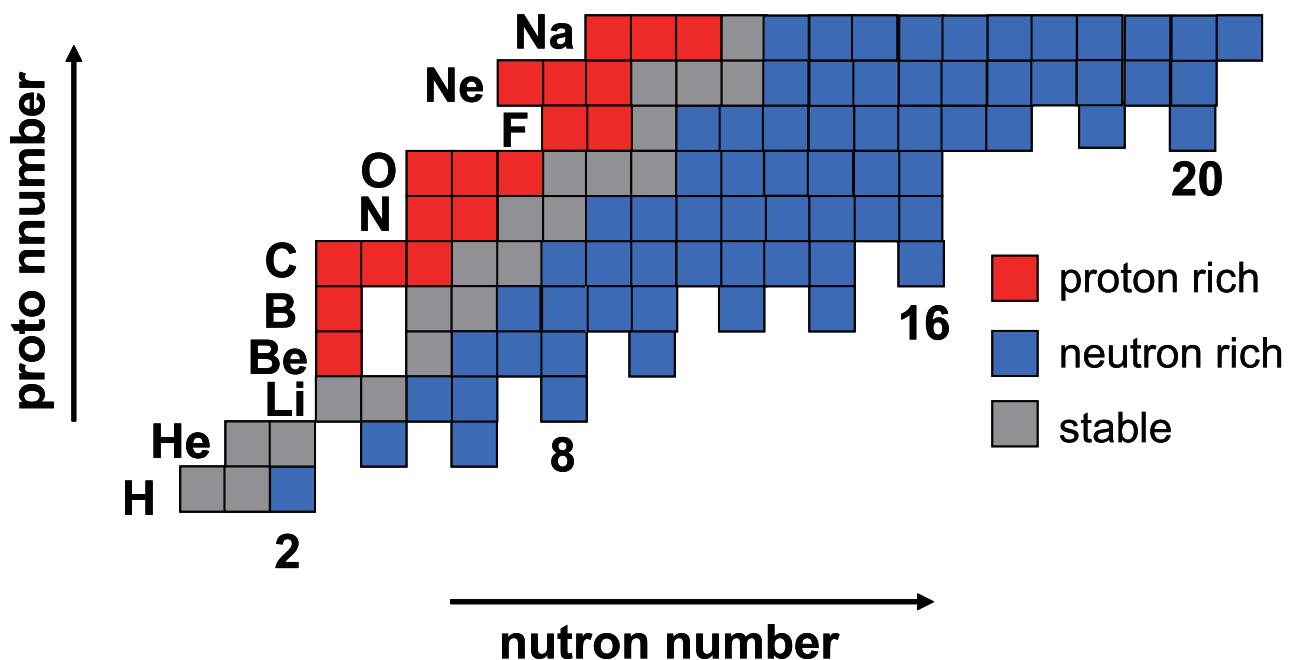 Na
Ne
F
O
N
C
B
Be
Li
He
H
2
8
16
20
proton rich
neutron rich
stable
proto nnumber
nutron number